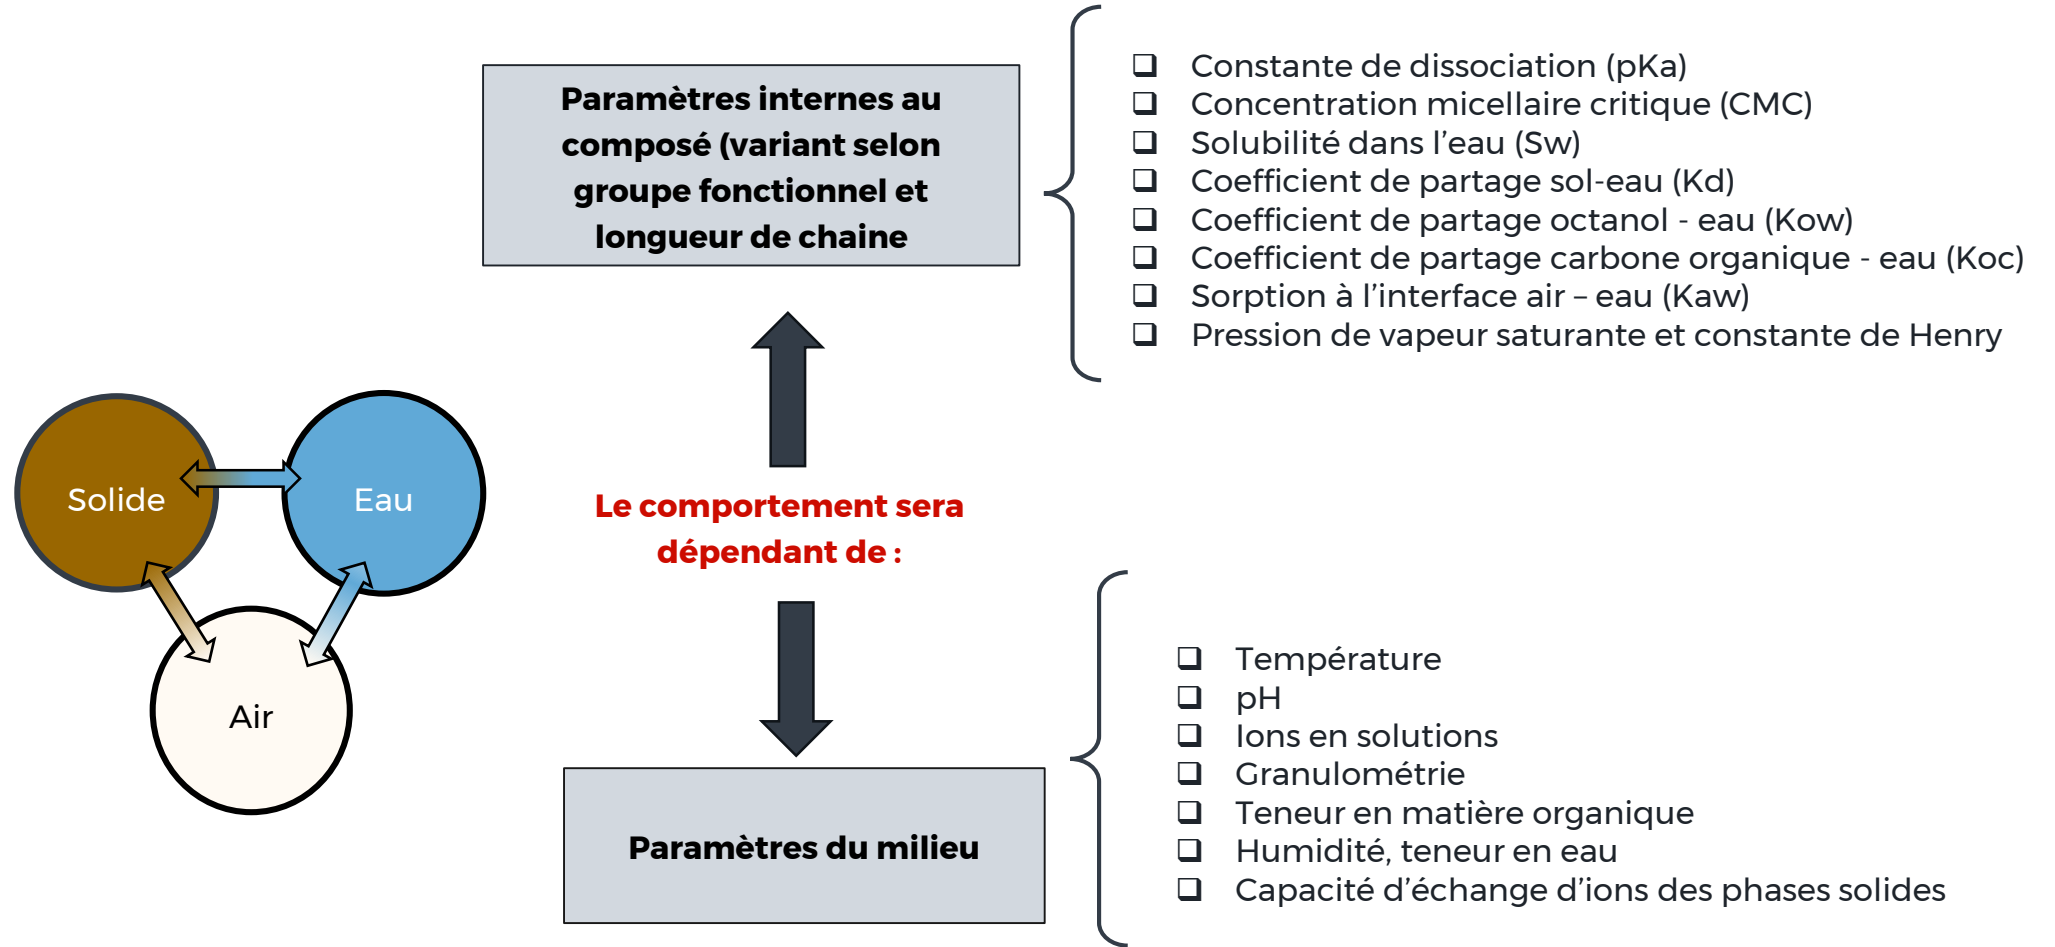 Paramètres internes au
composé (variant selon
groupe fonctionnel et
longueur de chaine
Constante de dissociation (pKa)
Concentration micellaire critique (CMC)
Solubilité dans l’eau (Sw)
Coefficient de partage sol-eau (Kd)
Coefficient de partage octanol - eau (Kow)
Coefficient de partage carbone organique - eau (Koc)
Sorption à l’interface air – eau (Kaw)
Pression de vapeur saturante et constante de Henry
Solide
Eau
Air
Le comportement sera
dépendant de :
Paramètres du milieu
Température
pH
Ions en solutions
Granulométrie
Teneur en matière organique
Humidité, teneur en eau
Capacité d’échange d’ions des phases solides